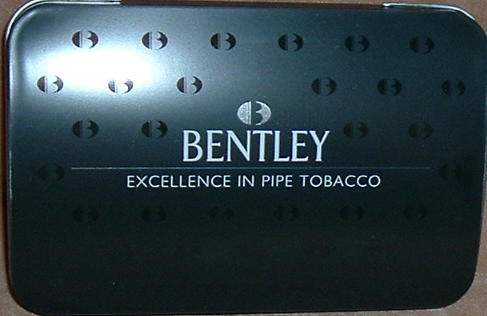 BENTLEY
EXCELLENCE IN PIPE TOBACCO